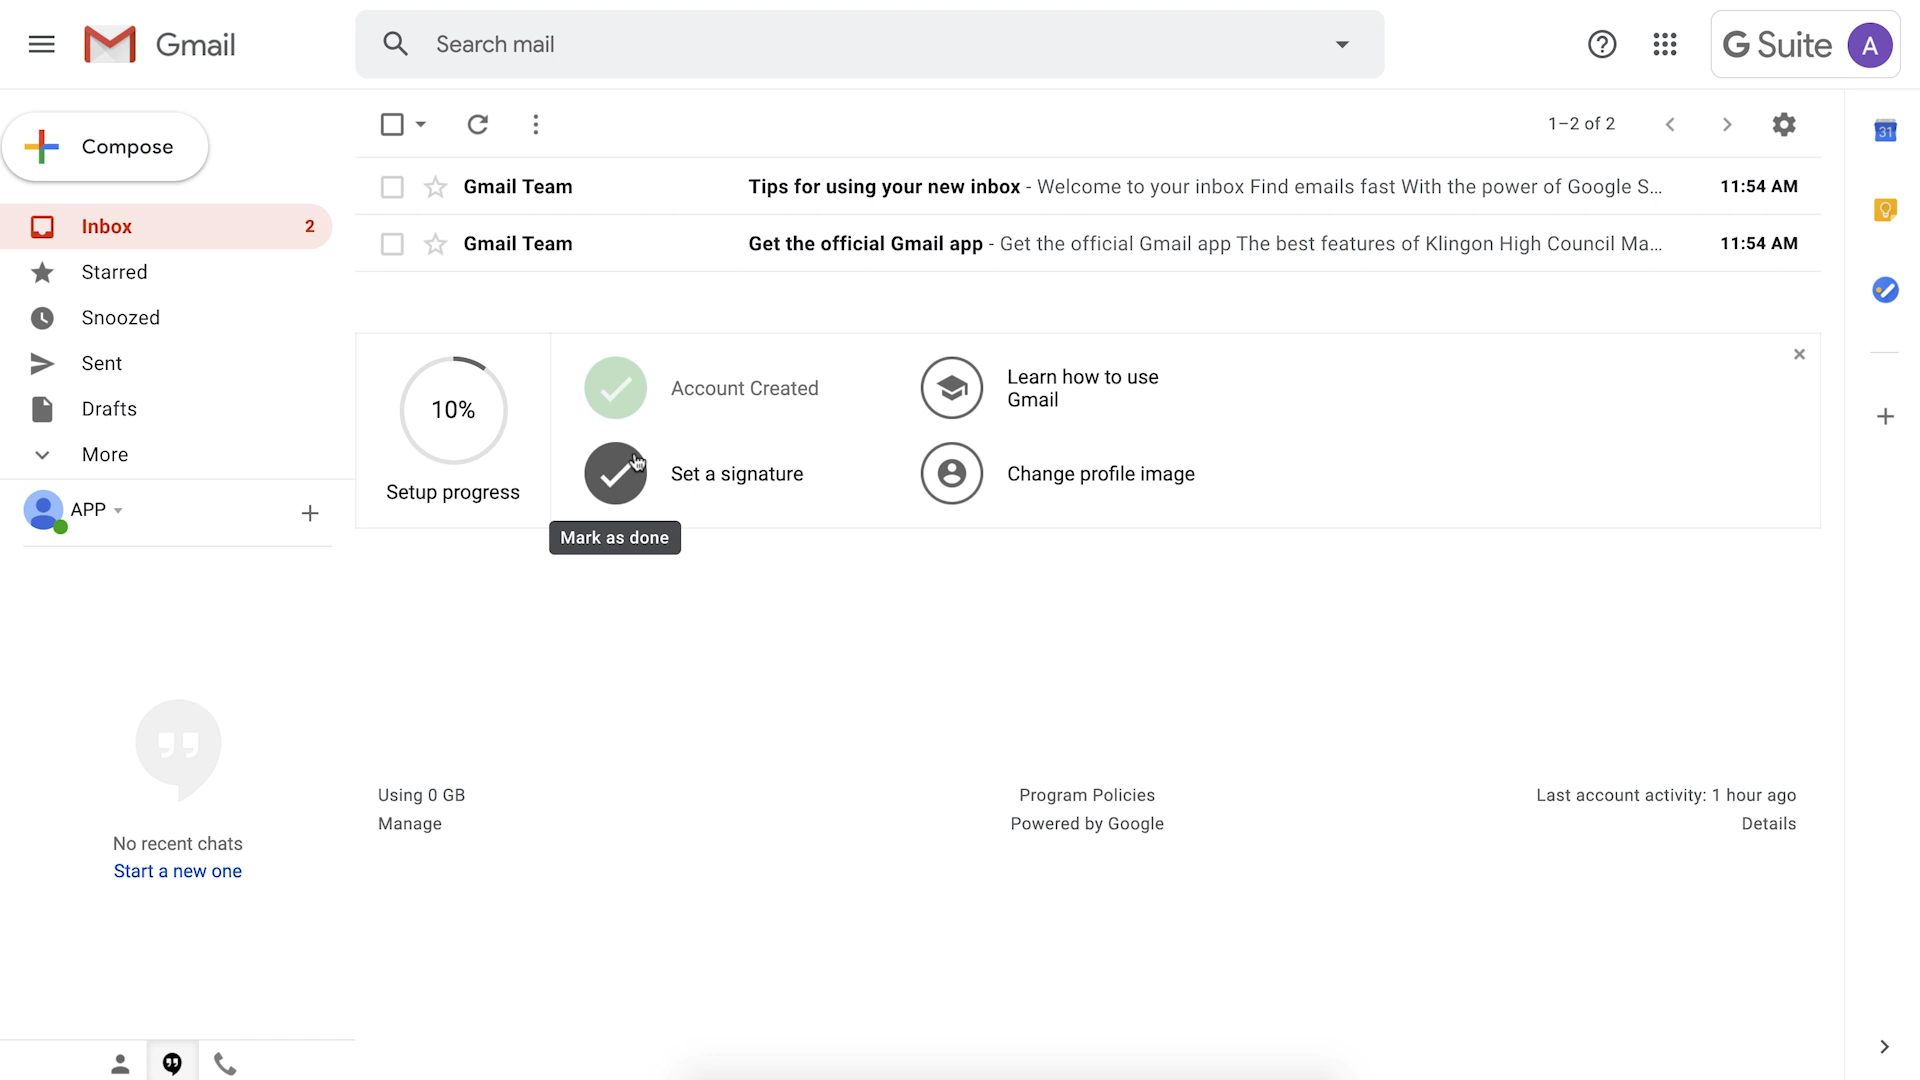 Gmail
Search mail
G Suite
A
Compose
1–2 of 2
31
Gmail Team Tips for using your new inbox - Welcome to your inbox Find emails fast With the power of Google S... 11:54 AM
Inbox 2
Gmail Team Get the official Gmail app - Get the official Gmail app The best features of Klingon High Council Ma... 11:54 AM
Starred
Snoozed
Sent
Drafts
More
10%
Setup progress
Account Created
Learn how to use
Gmail
Set a signature
Change profile image
Mark as done
APP
No recent chats
Start a new one
Using 0 GB
Manage
Program Policies
Powered by Google
Last account activity: 1 hour ago
Details